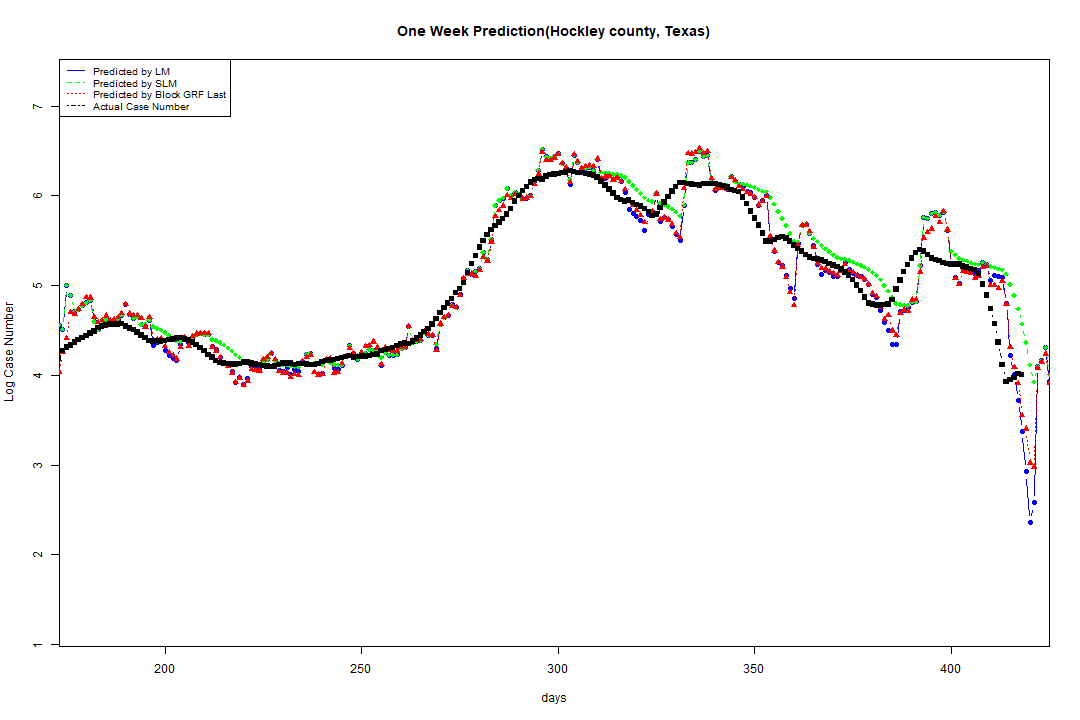 One Week Prediction(Hockley county, Texas)
Predicted by LM
Predicted by SLM
Predicted by Block GRF Last
Actual Case Number
7
6
5
4
3
2
1
Log Case Number
200 250 300 350 400
days